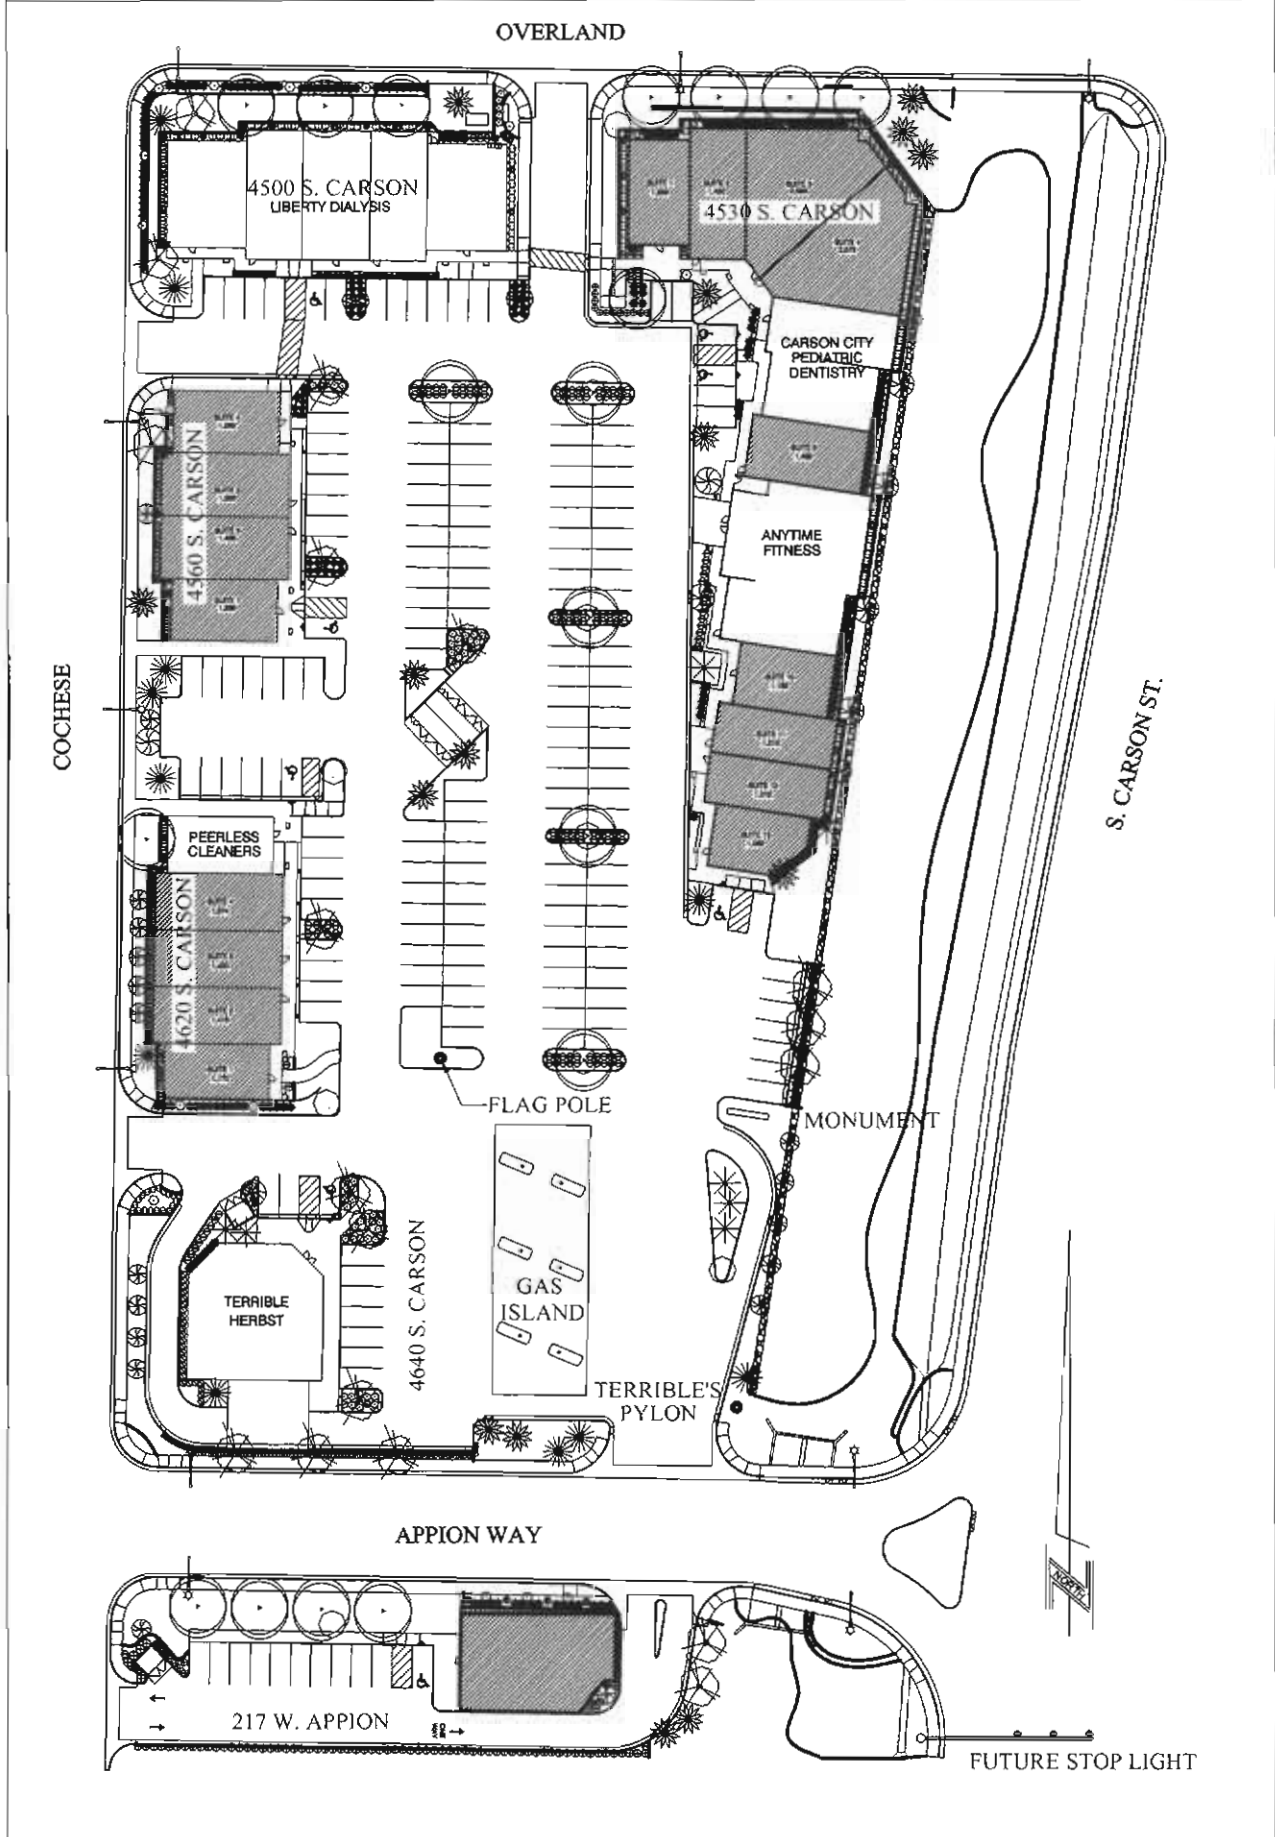 OVERLAND
4500 S. CARSON
LIBERTY DIALYSIS
4530 S. CARSON
CARSON CITY
PEDIATRIC
DENTISTRY
4560 S. CARSON
ANYTIME
FITNESS
COCHESE
S. CARSON ST.
PEERLESS
CLEANERS
4620 S. CARSON
FLAG POLE
MONUMENT
TERRIBLE
HERBST
4640 S. CARSON
GAS
ISLAND
TERRIBLE'S
PYLON
APPION WAY
NORTH
217 W. APPION
ONE
WAY
FUTURE STOP LIGHT